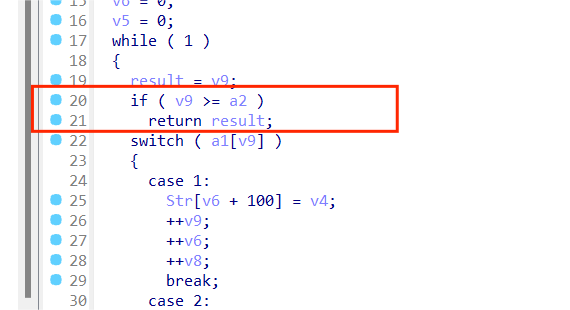 15 v6 = 0;
16 v5 = 0;
17 while ( 1 )
18 {
19 result = v9;
20 if ( v9 >= a2 )
21 return result;
22 switch ( a1[v9] )
23 {
24 case 1:
25 Str[v6 + 100] = v4;
26 ++v9;
27 ++v6;
28 ++v8;
29 break;
30 case 2: